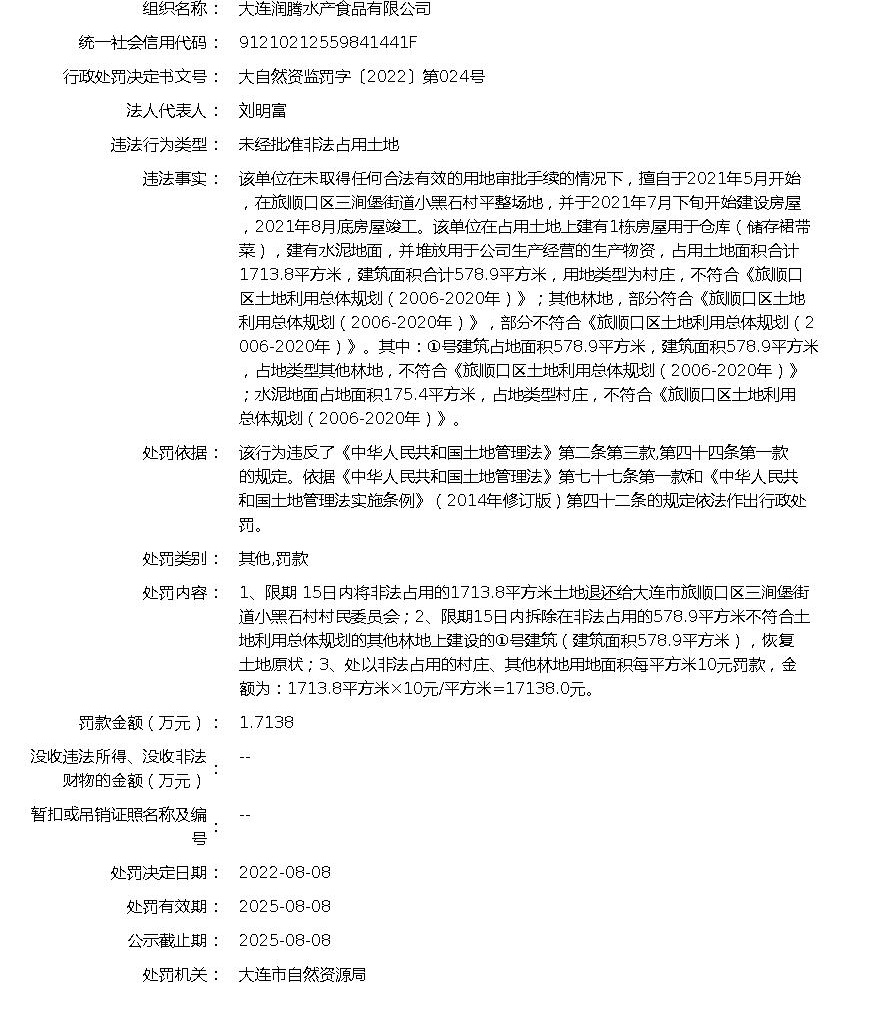 组织名称： 大连润腾水产食品有限公司
统一社会信用代码： 91210212559841441F
行政处罚决定书文号： 大自然资监罚字〔2022〕第024号
法人代表人： 刘明富
违法行为类型： 未经批准非法占用土地
违法事实： 该单位在未取得任何合法有效的用地审批手续的情况下，擅自于2021年5月开始
，在旅顺口区三涧堡街道小黑石村平整场地，并于2021年7月下旬开始建设房屋
，2021年8月底房屋竣工。该单位在占用土地上建有1栋房屋用于仓库（储存裙带
菜），建有水泥地面，并堆放用于公司生产经营的生产物资，占用土地面积合计
1713.8平方米，建筑面积合计578.9平方米，用地类型为村庄，不符合《旅顺口
区土地利用总体规划（2006-2020年）》；其他林地，部分符合《旅顺口区土地
利用总体规划（2006-2020年）》，部分不符合《旅顺口区土地利用总体规划（2
006-2020年）》。其中：①号建筑占地面积578.9平方米，建筑面积578.9平方米
，占地类型其他林地，不符合《旅顺口区土地利用总体规划（2006-2020年）》
；水泥地面占地面积175.4平方米，占地类型村庄，不符合《旅顺口区土地利用
总体规划（2006-2020年）》。
处罚依据： 该行为违反了《中华人民共和国土地管理法》第二条第三款,第四十四条第一款
的规定。依据《中华人民共和国土地管理法》第七十七条第一款和《中华人民共
和国土地管理法实施条例》（2014年修订版）第四十二条的规定依法作出行政处
罚。
处罚类别： 其他,罚款
处罚内容： 1、限期 15日内将非法占用的1713.8平方米土地退还给大连市旅顺口区三涧堡街
道小黑石村村民委员会；2、限期15日内拆除在非法占用的578.9平方米不符合土
地利用总体规划的其他林地上建设的①号建筑（建筑面积578.9平方米），恢复
土地原状；3、处以非法占用的村庄、其他林地用地面积每平方米10元罚款，金
额为：1713.8平方米×10元/平方米=17138.0元。
罚款金额（万元）： 1.7138
没收违法所得、没收非法
财物的金额（万元）： --
暂扣或吊销证照名称及编
号： --
处罚决定日期： 2022-08-08
处罚有效期： 2025-08-08
公示截止期： 2025-08-08
处罚机关： 大连市自然资源局